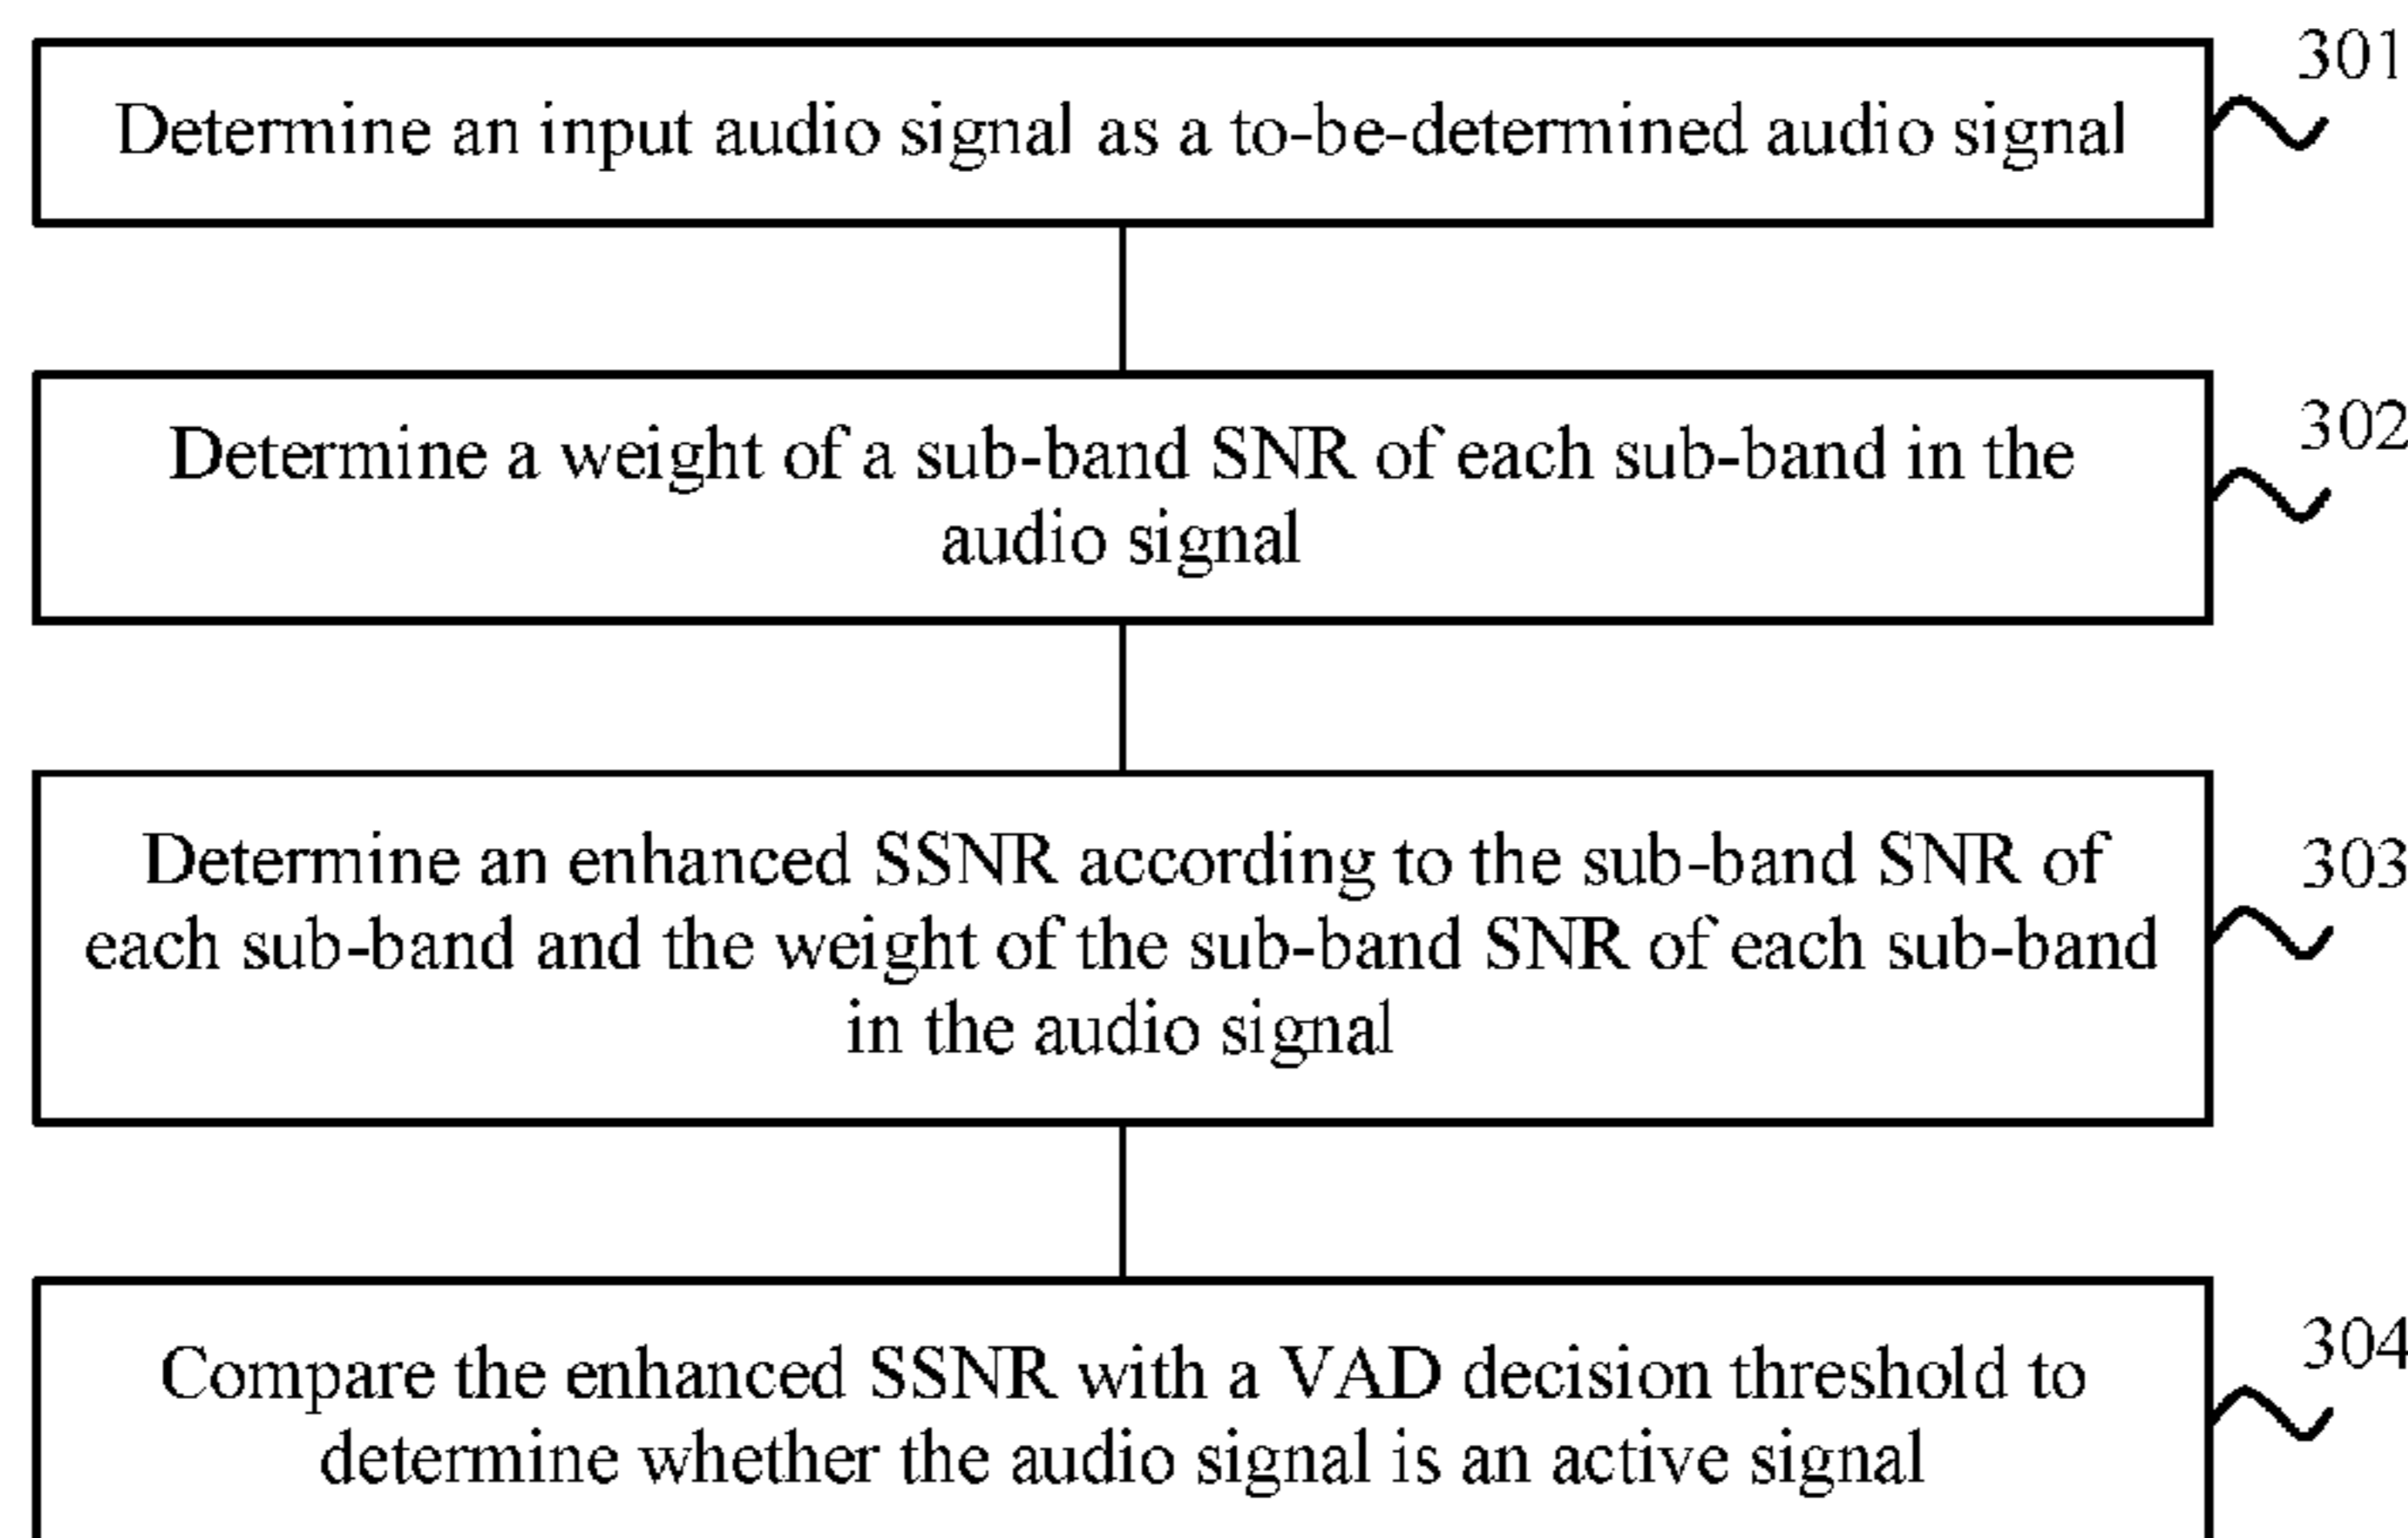 301
Determine an input audio signal as a to-be-determined audio signal
302
Determine a weight of a sub-band SNR of each sub-band in the
audio signal
303
Determine an enhanced SSNR according to the sub-band SNR of
each sub-band and the weight of the sub-band SNR of each sub-band
in the audio signal
304
Compare the enhanced SSNR with a VAD decision threshold to
determine whether the audio signal is an active signal